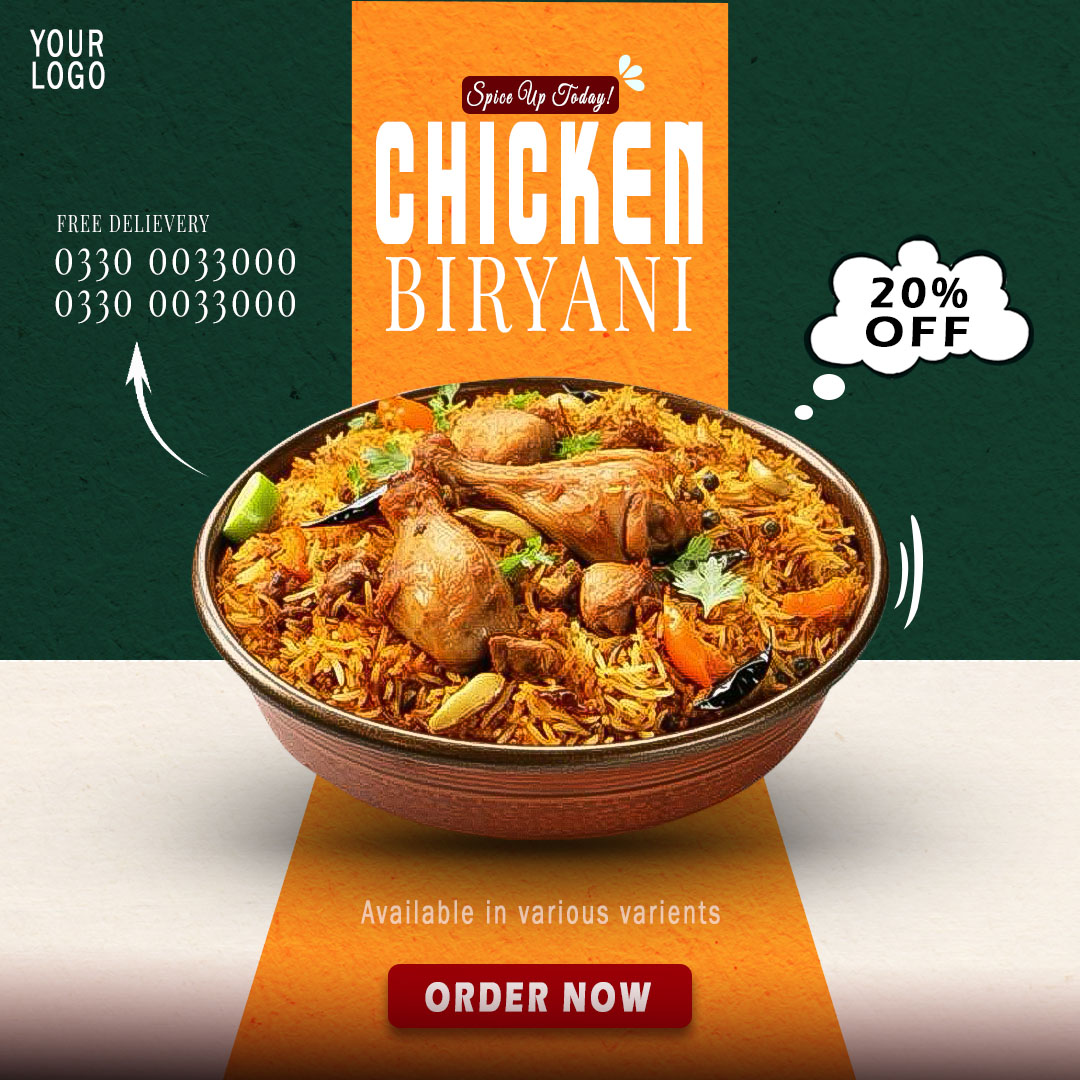 YOUR
LOGO
Spice Up Today!
CHICKEN
BIRYANI
FREE DELIEVERY
0330 0033000
0330 0033000
20%
OFF
Available in various varients
ORDER NOW